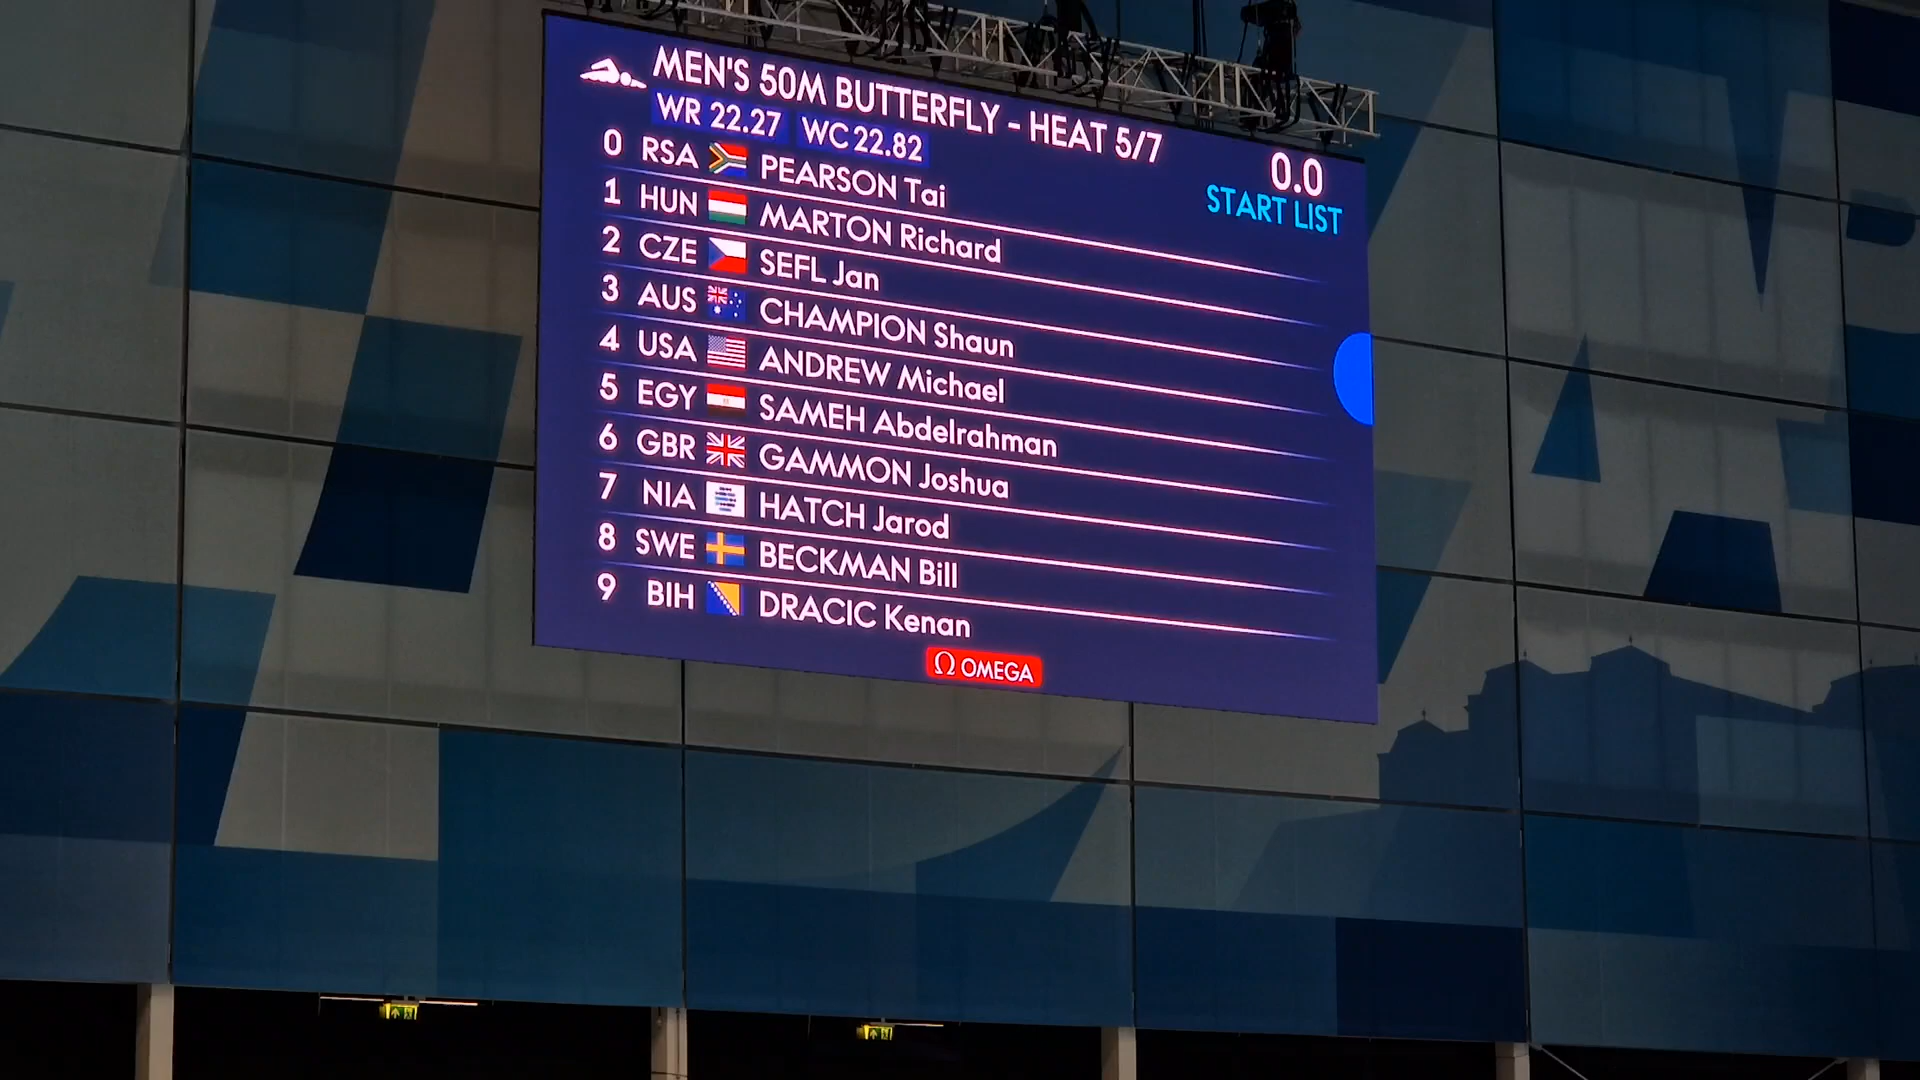 MEN'S 50M BUTTERFLY - HEAT 5/7
WR 22.27 WC 22.82
0.0
START LIST
0 RSA PEARSON Tai
1 HUN MARTON Richard
2 CZE SEFL Jan
3 AUS CHAMPION Shaun
4 USA ANDREW Michael
5 EGY SAMEH Abdelrahman
6 GBR GAMMON Joshua
7 NIA HATCH Jarod
8 SWE BECKMAN Bill
9 BIH DRACIC Kenan
Ω OMEGA